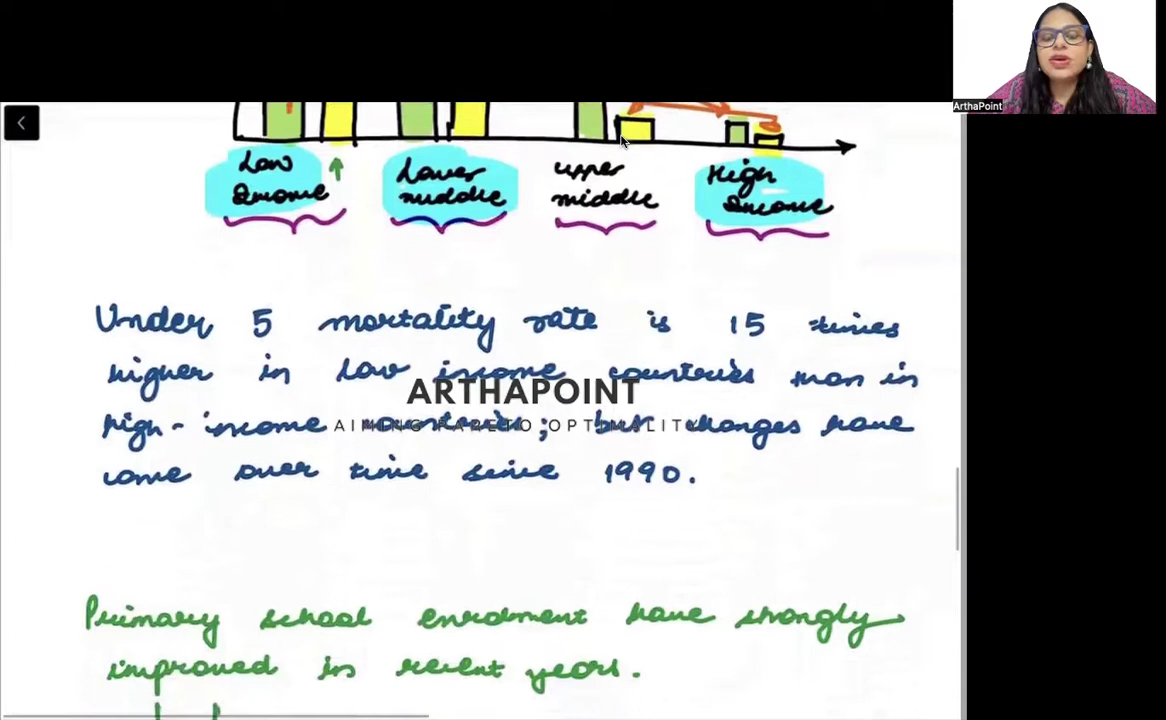 ArthaPoint
Low Lower upper High
Income middle middle Income
Under 5 mortality rate is 15 times
higher in low income countries than in
ARTHAPOINT
high-income countries; but changes have
AIMING PARETO OPTIMALITY
come over time since 1990.
Primary school enrolment have strongly
improved in recent years.